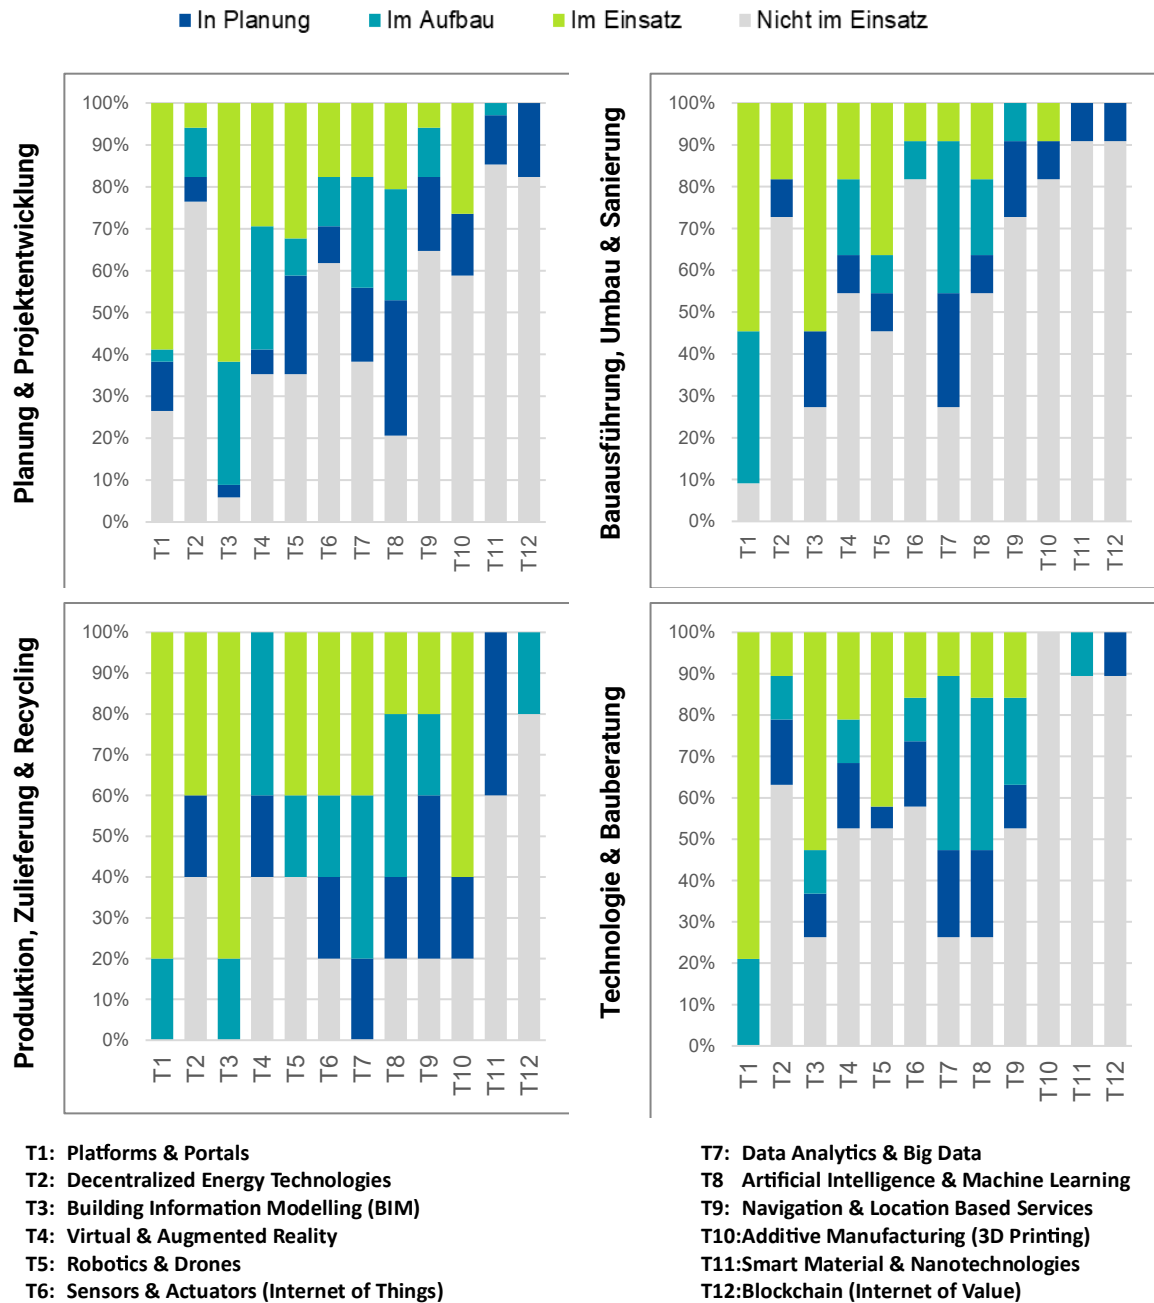 In Planung Im Aufbau Im Einsatz Nicht im Einsatz
Planung & Projektentwicklung
100%
90%
80%
70%
60%
50%
40%
30%
20%
10%
0%
T1 T2 T3 T4 T5 T6 T7 T8 T9 T10 T11 T12
Bauausführung, Umbau & Sanierung
100%
90%
80%
70%
60%
50%
40%
30%
20%
10%
0%
T1 T2 T3 T4 T5 T6 T7 T8 T9 T10 T11 T12
Produktion, Zulieferung & Recycling
100%
90%
80%
70%
60%
50%
40%
30%
20%
10%
0%
T1 T2 T3 T4 T5 T6 T7 T8 T9 T10 T11 T12
Technologie & Bauberatung
100%
90%
80%
70%
60%
50%
40%
30%
20%
10%
0%
T1 T2 T3 T4 T5 T6 T7 T8 T9 T10 T11 T12
T1: Platforms & Portals
T2: Decentralized Energy Technologies
T3: Building Information Modelling (BIM)
T4: Virtual & Augmented Reality
T5: Robotics & Drones
T6: Sensors & Actuators (Internet of Things)
T7: Data Analytics & Big Data
T8 Artificial Intelligence & Machine Learning
T9: Navigation & Location Based Services
T10:Additive Manufacturing (3D Printing)
T11:Smart Material & Nanotechnologies
T12:Blockchain (Internet of Value)